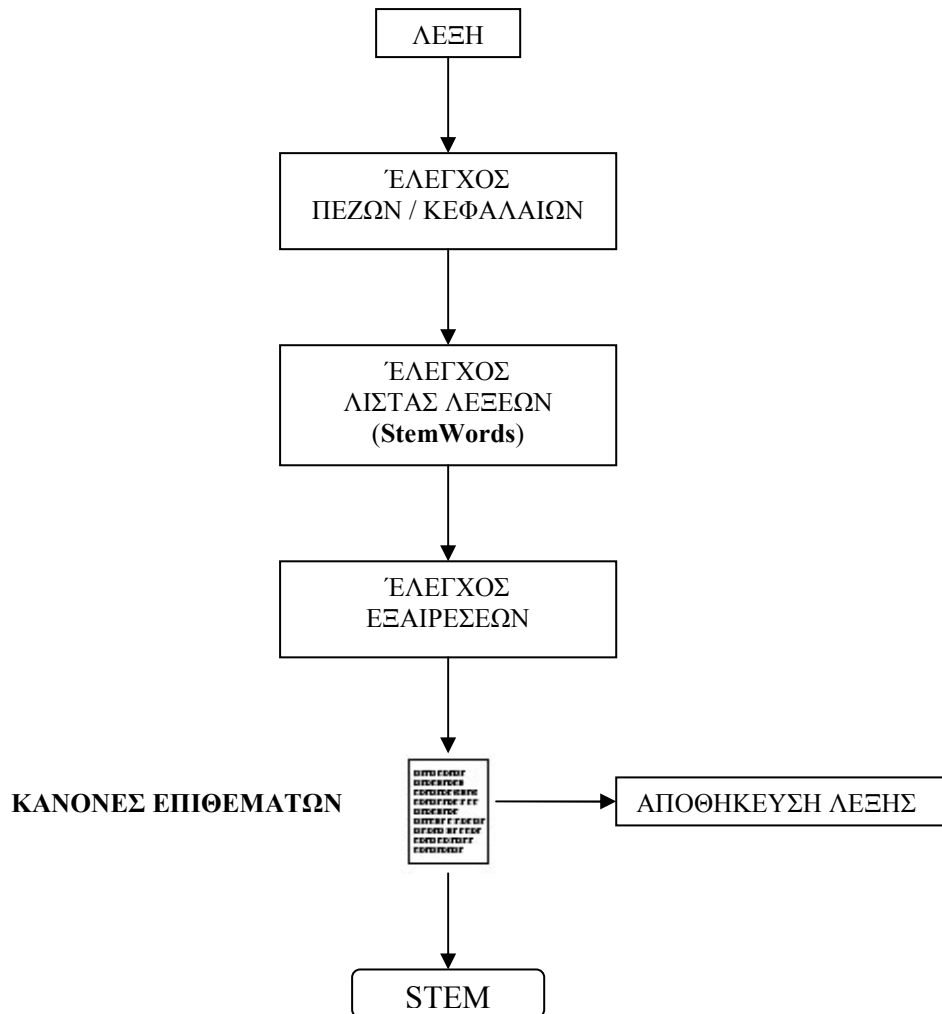 ΛΕΞΗ
ΈΛΕΓΧΟΣ
ΠΕΖΩΝ / ΚΕΦΑΛΑΙΩΝ
ΈΛΕΓΧΟΣ
ΛΙΣΤΑΣ ΛΕΞΕΩΝ
(StemWords)
ΈΛΕΓΧΟΣ
ΕΞΑΙΡΕΣΕΩΝ
ΚΑΝΟΝΕΣ ΕΠΙΘΕΜΑΤΩΝ
ΑΠΟΘΗΚΕΥΣΗ ΛΕΞΗΣ
STEM